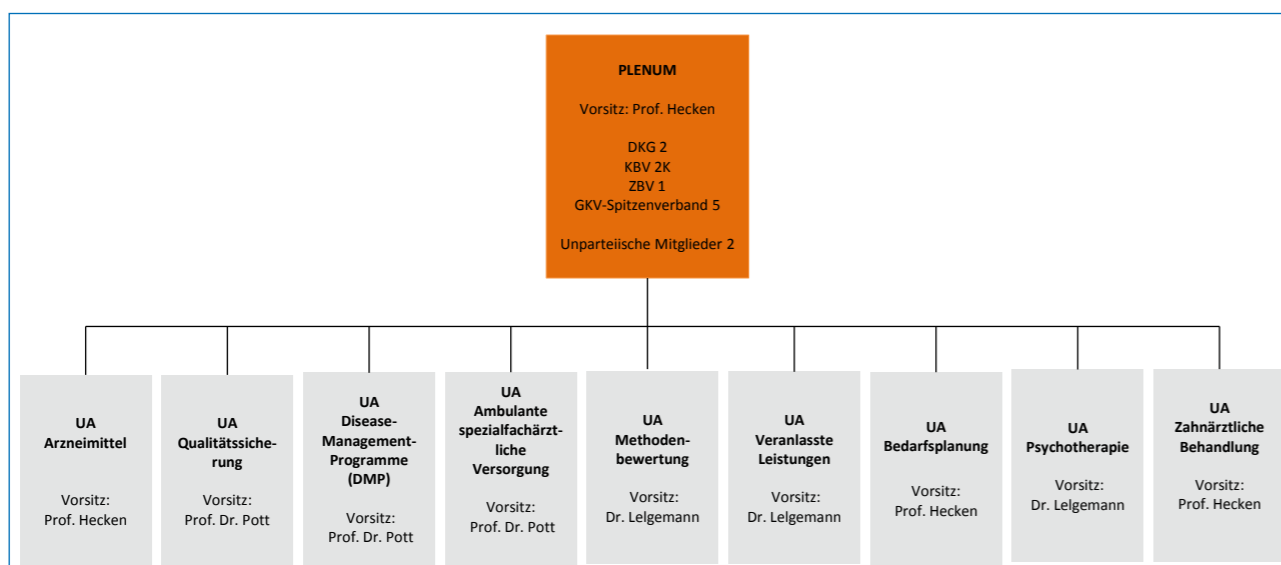 PLENUM
Vorsitz: Prof. Hecken
DKG 2
KBV 2K
ZBV 1
GKV-Spitzenverband 5
Unparteiische Mitglieder 2
UA
Arzneimittel
Vorsitz:
Prof. Hecken
UA
Qualitätssiche-
rung
Vorsitz:
Prof. Dr. Pott
UA
Disease-
Management-
Programme
(DMP)
Vorsitz:
Prof. Dr. Pott
UA
Ambulante
spezialfachärzt-
liche
Versorgung
Vorsitz:
Prof. Dr. Pott
UA
Methoden-
bewertung
Vorsitz:
Dr. Lelgemann
UA
Veranlasste
Leistungen
Vorsitz:
Dr. Lelgemann
UA
Bedarfsplanung
Vorsitz:
Prof. Hecken
UA
Psychotherapie
Vorsitz:
Dr. Lelgemann
UA
Zahnärztliche
Behandlung
Vorsitz:
Prof. Hecken